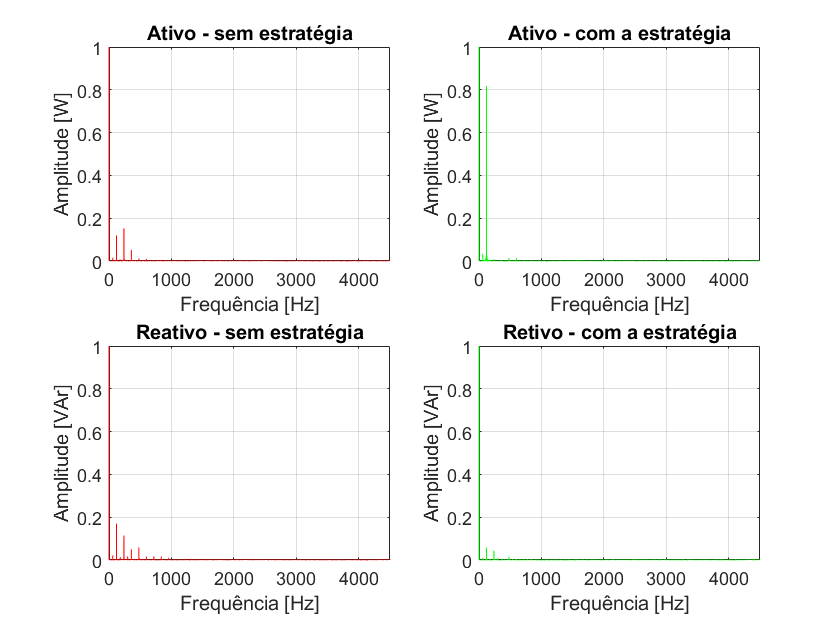 Ativo - sem estratégia
Amplitude [W]
1
0.8
0.6
0.4
0.2
0
0 1000 2000 3000 4000
Frequência [Hz]
Ativo - com a estratégia
Amplitude [W]
1
0.8
0.6
0.4
0.2
0
0 1000 2000 3000 4000
Frequência [Hz]
Reativo - sem estratégia
Amplitude [VAr]
1
0.8
0.6
0.4
0.2
0
0 1000 2000 3000 4000
Frequência [Hz]
Retivo - com a estratégia
Amplitude [VAr]
1
0.8
0.6
0.4
0.2
0
0 1000 2000 3000 4000
Frequência [Hz]